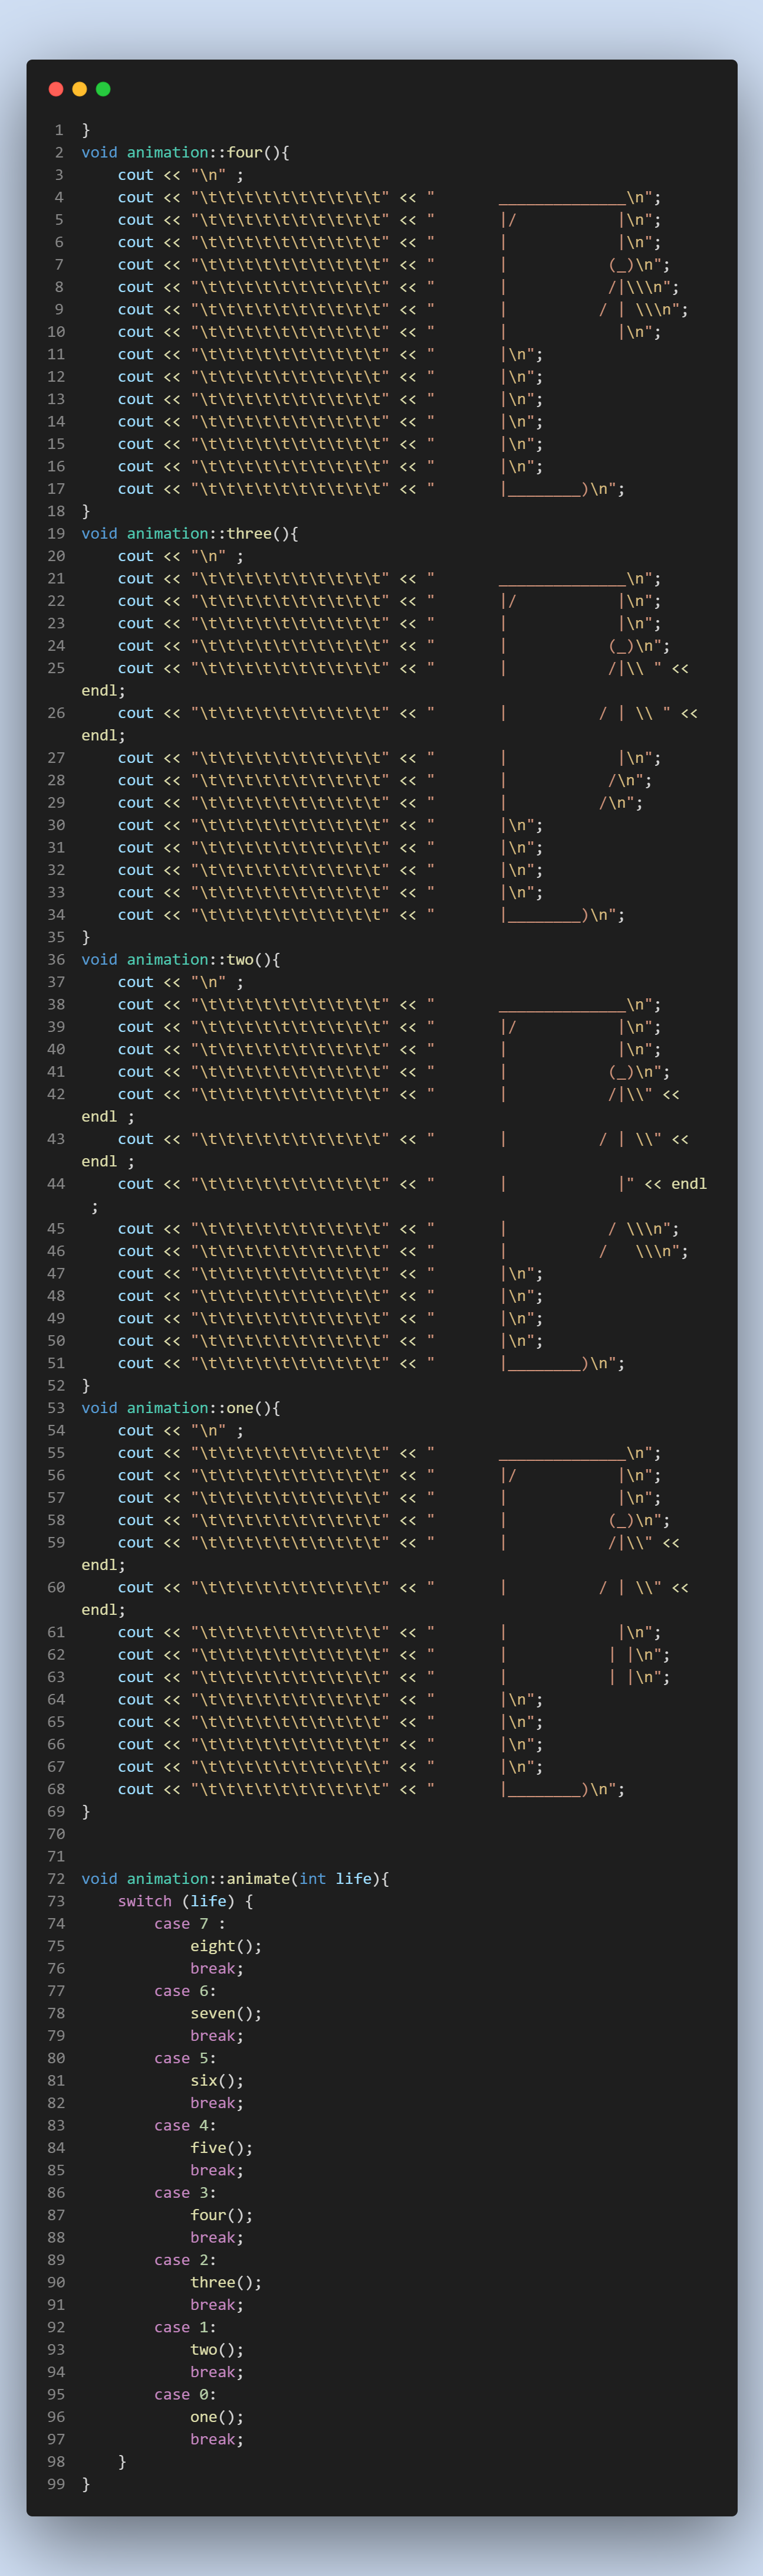 1 }
2 void animation::four(){
3     cout << "\n" ;
4     cout << "\t\t\t\t\t\t\t\t\t\t" << "       ______________\n";
5     cout << "\t\t\t\t\t\t\t\t\t\t" << "       |/           |\n";
6     cout << "\t\t\t\t\t\t\t\t\t\t" << "       |            |\n";
7     cout << "\t\t\t\t\t\t\t\t\t\t" << "       |           (_)\n";
8     cout << "\t\t\t\t\t\t\t\t\t\t" << "       |           /|\\\n";
9     cout << "\t\t\t\t\t\t\t\t\t\t" << "       |          / | \\\n";
10     cout << "\t\t\t\t\t\t\t\t\t\t" << "       |            |\n";
11     cout << "\t\t\t\t\t\t\t\t\t\t" << "       |\n";
12     cout << "\t\t\t\t\t\t\t\t\t\t" << "       |\n";
13     cout << "\t\t\t\t\t\t\t\t\t\t" << "       |\n";
14     cout << "\t\t\t\t\t\t\t\t\t\t" << "       |\n";
15     cout << "\t\t\t\t\t\t\t\t\t\t" << "       |\n";
16     cout << "\t\t\t\t\t\t\t\t\t\t" << "       |\n";
17     cout << "\t\t\t\t\t\t\t\t\t\t" << "       |________)\n";
18 }
19 void animation::three(){
20     cout << "\n" ;
21     cout << "\t\t\t\t\t\t\t\t\t\t" << "       ______________\n";
22     cout << "\t\t\t\t\t\t\t\t\t\t" << "       |/           |\n";
23     cout << "\t\t\t\t\t\t\t\t\t\t" << "       |            |\n";
24     cout << "\t\t\t\t\t\t\t\t\t\t" << "       |           (_)\n";
25     cout << "\t\t\t\t\t\t\t\t\t\t" << "       |           /|\\ " <<
endl;
26     cout << "\t\t\t\t\t\t\t\t\t\t" << "       |          / | \\ " <<
endl;
27     cout << "\t\t\t\t\t\t\t\t\t\t" << "       |            |\n";
28     cout << "\t\t\t\t\t\t\t\t\t\t" << "       |           /\n";
29     cout << "\t\t\t\t\t\t\t\t\t\t" << "       |          /\n";
30     cout << "\t\t\t\t\t\t\t\t\t\t" << "       |\n";
31     cout << "\t\t\t\t\t\t\t\t\t\t" << "       |\n";
32     cout << "\t\t\t\t\t\t\t\t\t\t" << "       |\n";
33     cout << "\t\t\t\t\t\t\t\t\t\t" << "       |\n";
34     cout << "\t\t\t\t\t\t\t\t\t\t" << "       |________)\n";
35 }
36 void animation::two(){
37     cout << "\n" ;
38     cout << "\t\t\t\t\t\t\t\t\t\t" << "       ______________\n";
39     cout << "\t\t\t\t\t\t\t\t\t\t" << "       |/           |\n";
40     cout << "\t\t\t\t\t\t\t\t\t\t" << "       |            |\n";
41     cout << "\t\t\t\t\t\t\t\t\t\t" << "       |           (_)\n";
42     cout << "\t\t\t\t\t\t\t\t\t\t" << "       |           /|\\" <<
endl ;
43     cout << "\t\t\t\t\t\t\t\t\t\t" << "       |          / | \\" <<
endl ;
44     cout << "\t\t\t\t\t\t\t\t\t\t" << "       |            |" << endl
 ;
45     cout << "\t\t\t\t\t\t\t\t\t\t" << "       |           / \\\n";
46     cout << "\t\t\t\t\t\t\t\t\t\t" << "       |          /   \\\n";
47     cout << "\t\t\t\t\t\t\t\t\t\t" << "       |\n";
48     cout << "\t\t\t\t\t\t\t\t\t\t" << "       |\n";
49     cout << "\t\t\t\t\t\t\t\t\t\t" << "       |\n";
50     cout << "\t\t\t\t\t\t\t\t\t\t" << "       |\n";
51     cout << "\t\t\t\t\t\t\t\t\t\t" << "       |________)\n";
52 }
53 void animation::one(){
54     cout << "\n" ;
55     cout << "\t\t\t\t\t\t\t\t\t\t" << "       ______________\n";
56     cout << "\t\t\t\t\t\t\t\t\t\t" << "       |/           |\n";
57     cout << "\t\t\t\t\t\t\t\t\t\t" << "       |            |\n";
58     cout << "\t\t\t\t\t\t\t\t\t\t" << "       |           (_)\n";
59     cout << "\t\t\t\t\t\t\t\t\t\t" << "       |           /|\\" <<
endl;
60     cout << "\t\t\t\t\t\t\t\t\t\t" << "       |          / | \\" <<
endl;
61     cout << "\t\t\t\t\t\t\t\t\t\t" << "       |            |\n";
62     cout << "\t\t\t\t\t\t\t\t\t\t" << "       |           | |\n";
63     cout << "\t\t\t\t\t\t\t\t\t\t" << "       |           | |\n";
64     cout << "\t\t\t\t\t\t\t\t\t\t" << "       |\n";
65     cout << "\t\t\t\t\t\t\t\t\t\t" << "       |\n";
66     cout << "\t\t\t\t\t\t\t\t\t\t" << "       |\n";
67     cout << "\t\t\t\t\t\t\t\t\t\t" << "       |\n";
68     cout << "\t\t\t\t\t\t\t\t\t\t" << "       |________)\n";
69 }
70
71
72 void animation::animate(int life){
73     switch (life) {
74         case 7 :
75             eight();
76             break;
77         case 6:
78             seven();
79             break;
80         case 5:
81             six();
82             break;
83         case 4:
84             five();
85             break;
86         case 3:
87             four();
88             break;
89         case 2:
90             three();
91             break;
92         case 1:
93             two();
94             break;
95         case 0:
96             one();
97             break;
98     }
99 }